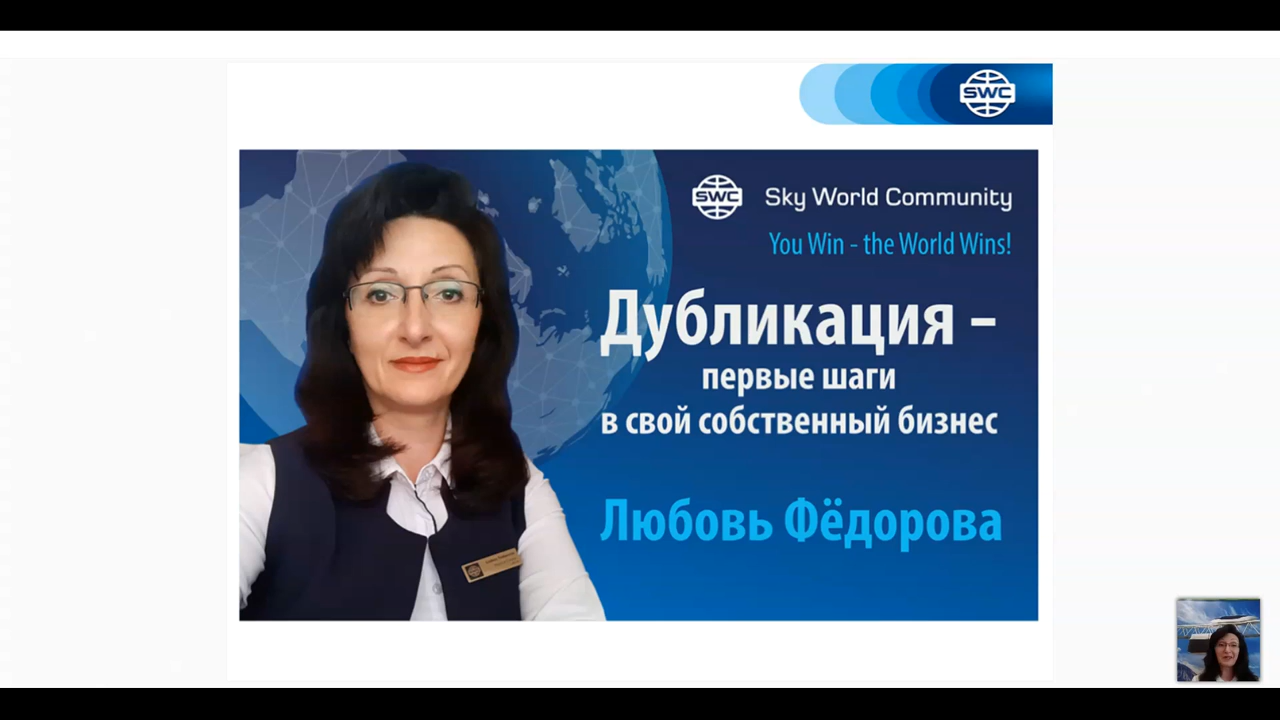 SWC
SWC
Sky World Community
You Win - the World Wins!
Дубликация –
первые шаги
в свой собственный бизнес
Любовь Фёдорова